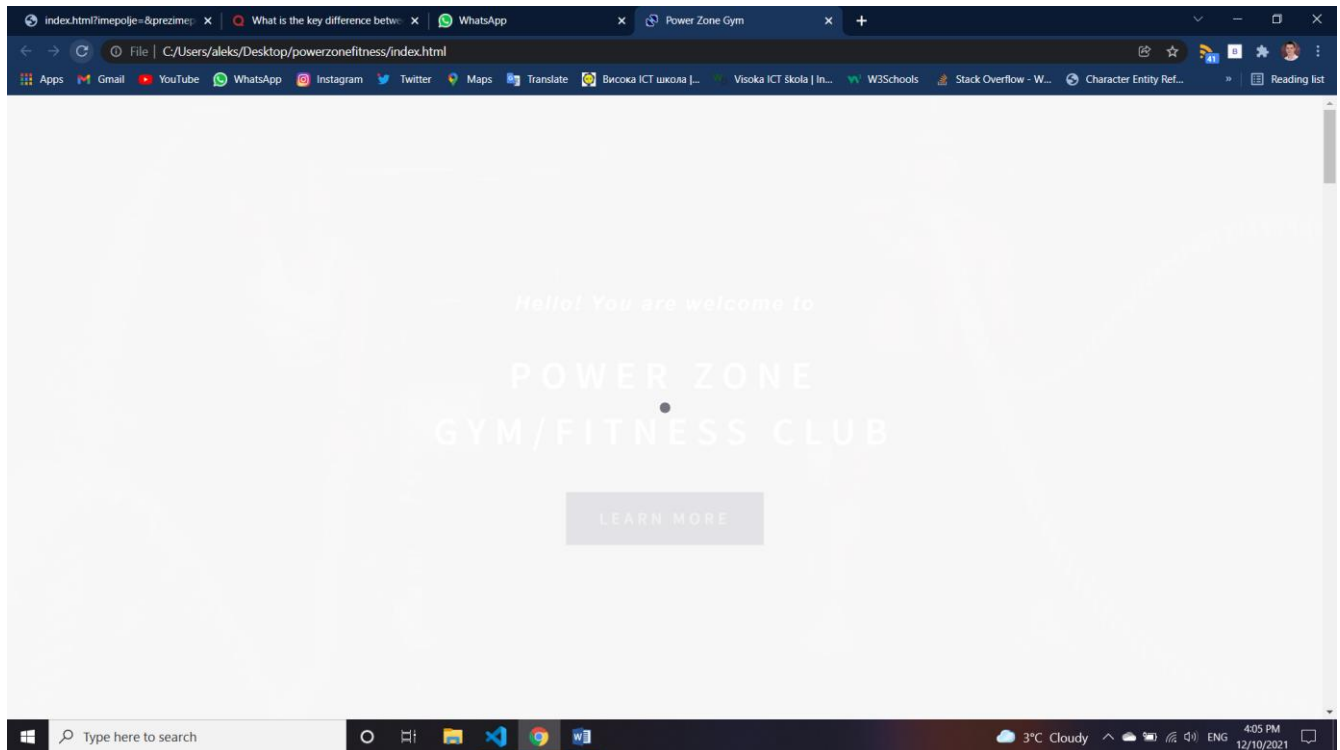 index.html?imepolje=&prezimep
What is the key difference betwe
WhatsApp
Power Zone Gym
File | C:/Users/aleks/Desktop/powerzonefitness/index.html
41
B
Apps Gmail YouTube WhatsApp Instagram Twitter Maps Translate Висока ICT школа |... Visoka ICT škola | In... W3Schools Stack Overflow - W... Character Entity Ref... » Reading list
Hello! You are welcome to
POWER ZONE
GYM/FITNESS CLUB
LEARN MORE
Type here to search
3°C Cloudy
ENG
4:05 PM
12/10/2021